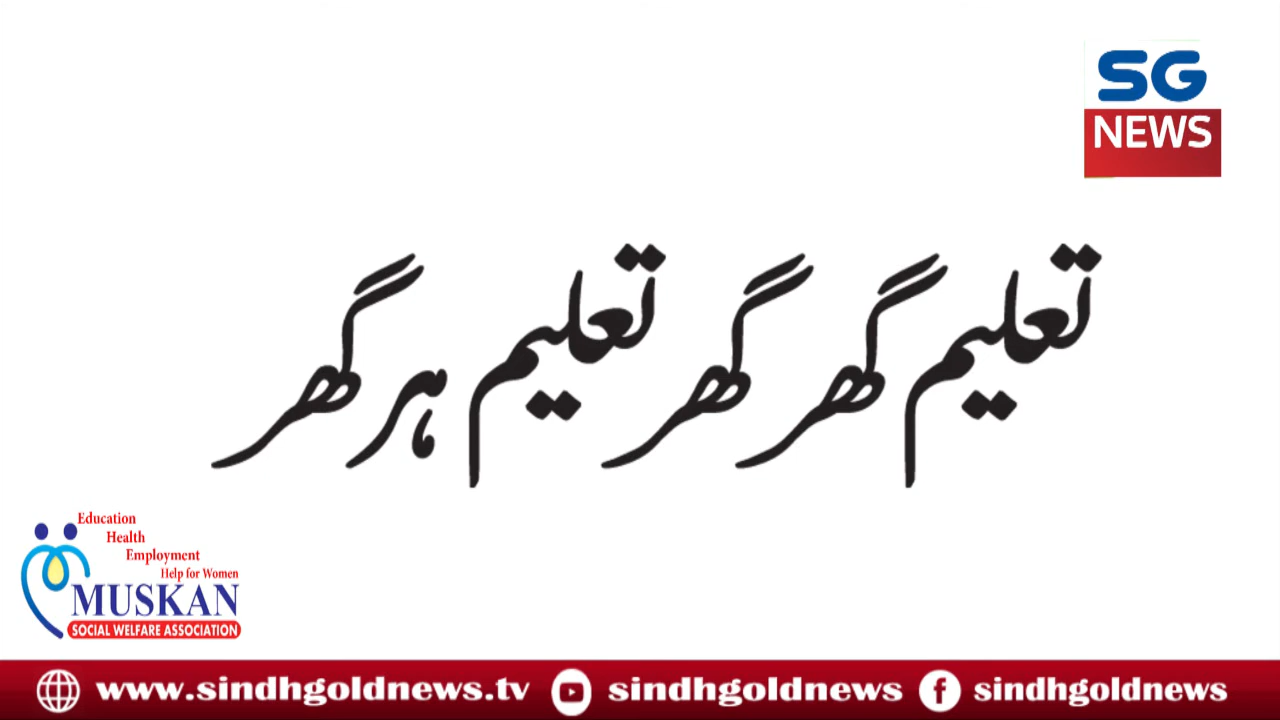 SG
NEWS
تعلیم گھر گھر تعلیم ہر گھر
Education
Health
Employment
Help for Women
MUSKAN
SOCIAL WELFARE ASSOCIATION
www.sindhgoldnews.tv sindhgoldnews f sindhgoldnews